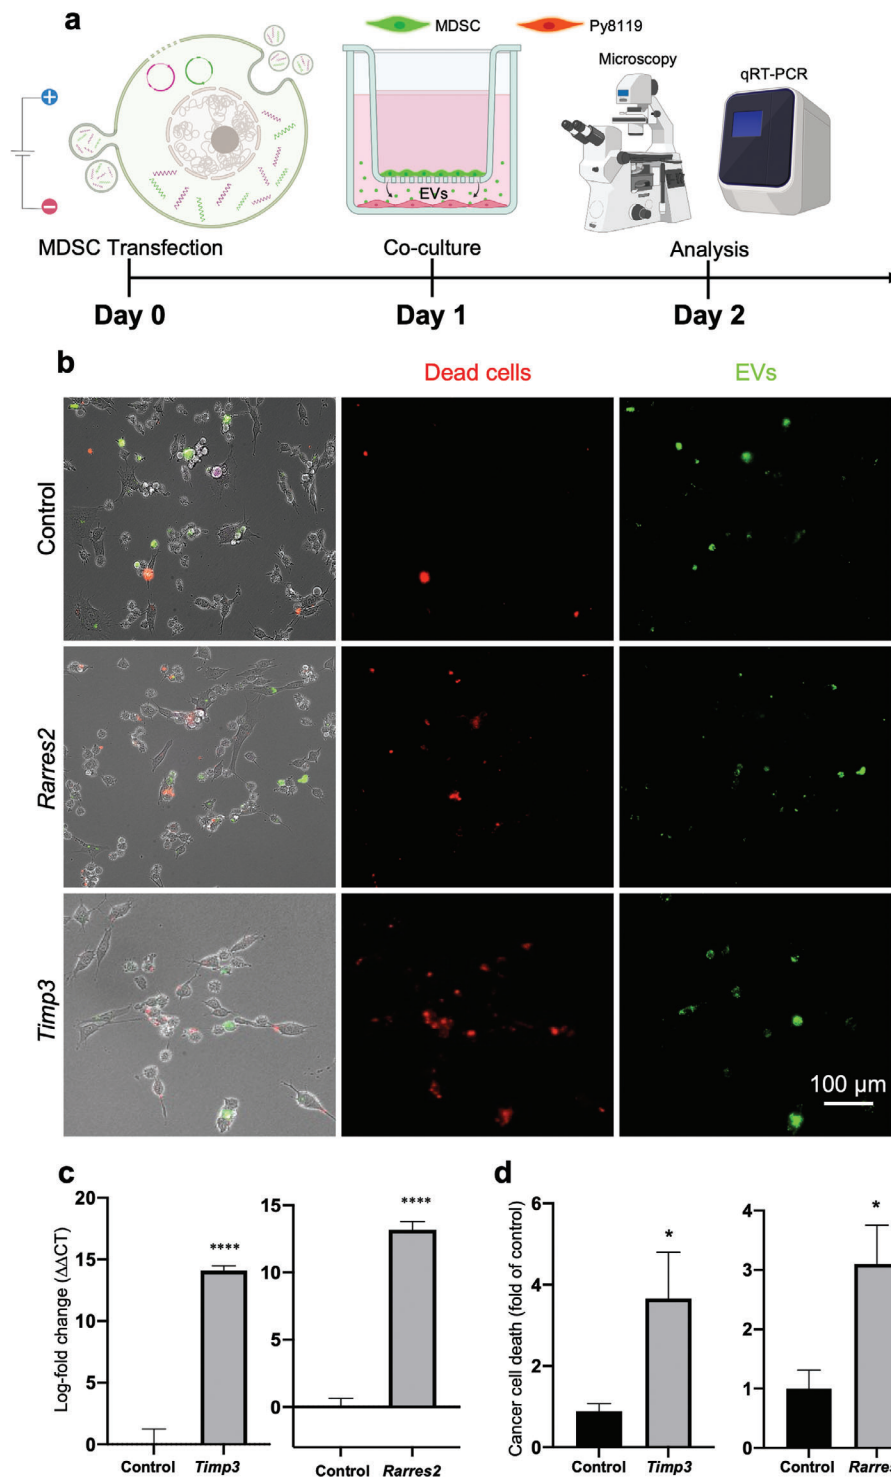 a
MDSC
Py8119
Microscopy
qRT-PCR
EVs
MDSC Transfection
Co-culture
Analysis
Day 0
Day 1
Day 2
b
Dead cells
EVs
Control
Rarres2
Timp3
100 µm
c
Log-fold change (ΔΔCT)
20
15
10
5
0
****
Control
Timp3
15
10
5
0
****
Control
Rarres2
d
Cancer cell death (fold of control)
6
4
2
0
*
Control
Timp3
4
3
2
1
0
*
Control
Rarres